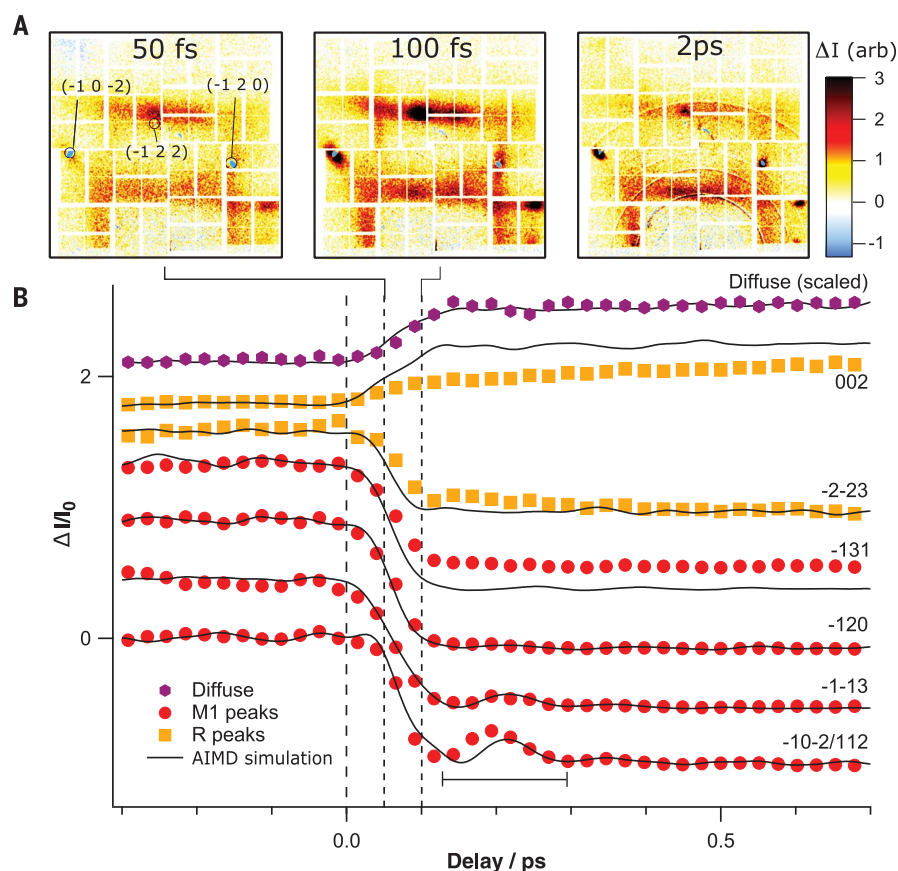 A
50 fs
100 fs
2ps
ΔI (arb)
(-1 0 -2)
(-1 2 0)
(-1 2 2)
3
2
1
0
-1
B
Diffuse (scaled)
2
002
-2-23
Δ I/I0
-131
-120
0
-1-13
Diffuse
M1 peaks
R peaks
AIMD simulation
-10-2/112
0.0
0.5
Delay / ps